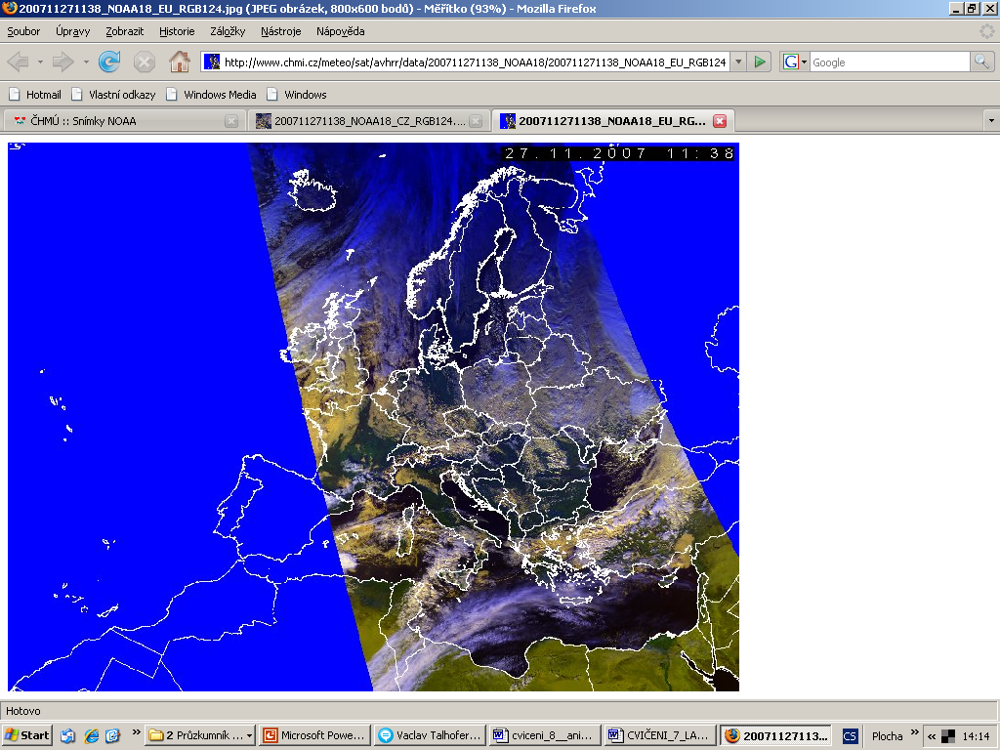 200711271138_NOAA18_EU_RGB124.jpg (JPEG obrázek, 800x600 bodů) - Měřítko (93%) - Mozilla Firefox
Soubor Úpravy Zobrazit Historie Záložky Nástroje Nápověda
http://www.chmi.cz/meteo/sat/avhrr/data/200711271138_NOAA18/200711271138_NOAA18_EU_RGB124 G Google
Hotmail Vlastní odkazy Windows Media Windows
ČHMÚ :: Snímky NOAA 200711271138_NOAA18_CZ_RGB124.... 200711271138_NOAA18_EU_RG...
27.11.2007 11:38
Hotovo
Start » 2 Průzkumník ... Microsoft Powe... Vaclav Talhofer... cviceni_8__ani... CVIČENI_7_LA... 20071127113... CS Plocha » « 14:14